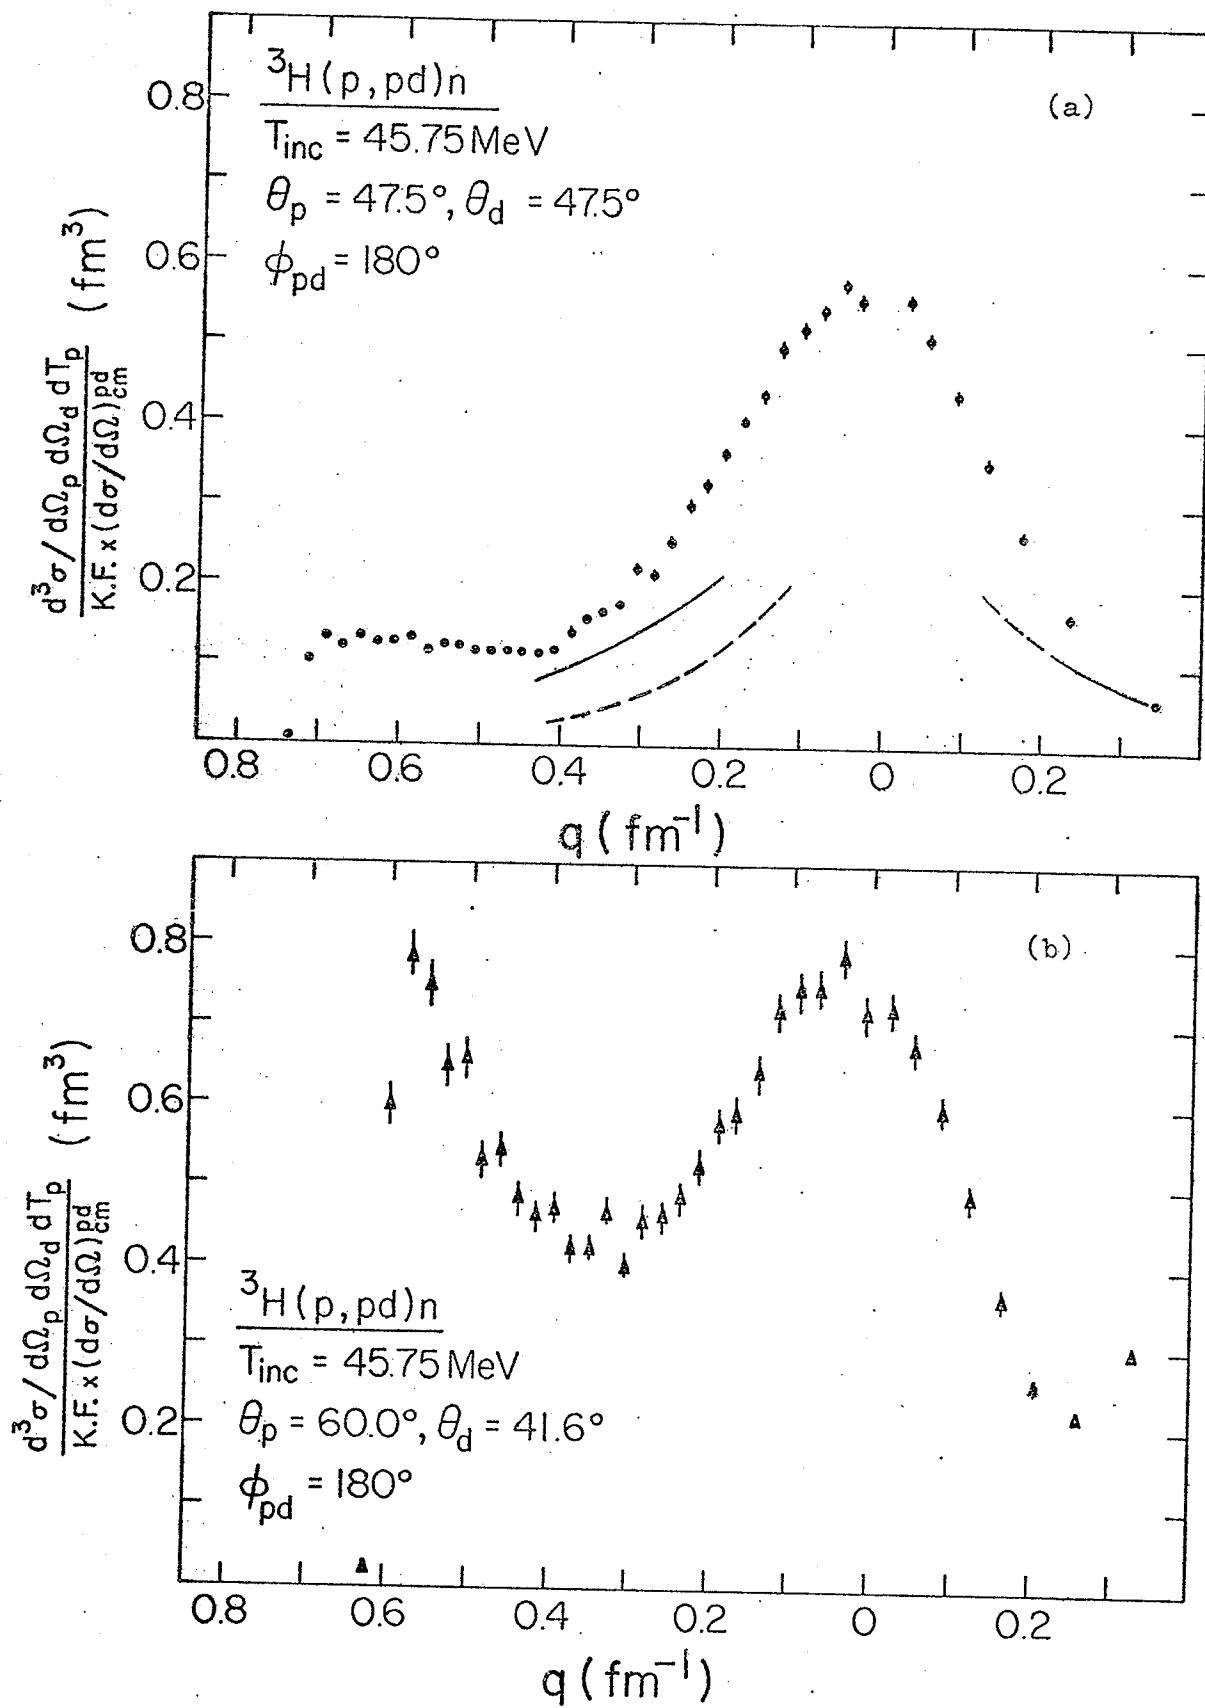 ³H(p,pd)n
(a)
T_inc = 45.75 MeV
θ_p = 47.5°, θ_d = 47.5°
ϕ_pd = 180°
d³σ/dΩ_p dΩ_d dT_p
K.F. x (dσ/dΩ)^pd_cm
(fm³)
0.8
0.6
0.4
0.2
0.8 0.6 0.4 0.2 0 0.2
q (fm⁻¹)
(b)
0.8
0.6
0.4
0.2
d³σ/dΩ_p dΩ_d dT_p
K.F. x (dσ/dΩ)^pd_cm
(fm³)
³H(p,pd)n
T_inc = 45.75 MeV
θ_p = 60.0°, θ_d = 41.6°
ϕ_pd = 180°
0.8 0.6 0.4 0.2 0 0.2
q (fm⁻¹)